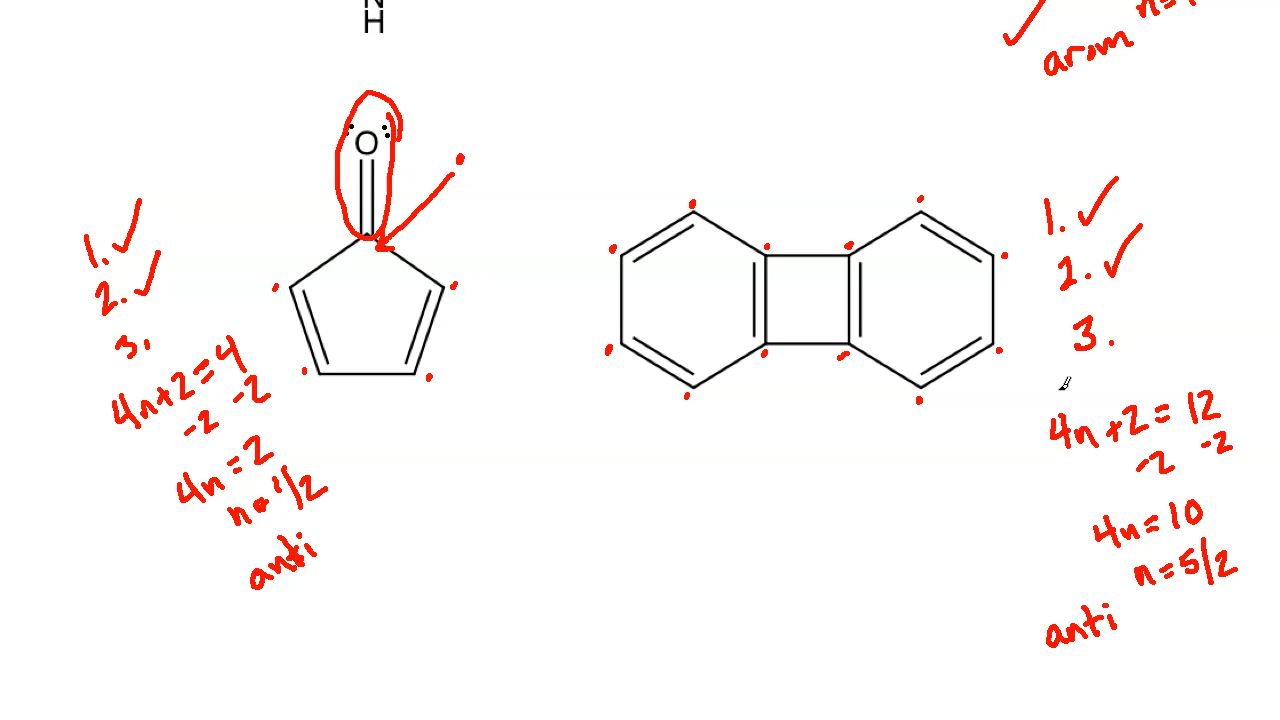 N
H
n=1
arom
O
1. ✓
2. ✓
3.
4n+2=4
-2 -2
4n=2
n=1/2
anti
1. ✓
2. ✓
3.
4n+2=12
-2 -2
4n=10
n=5/2
anti